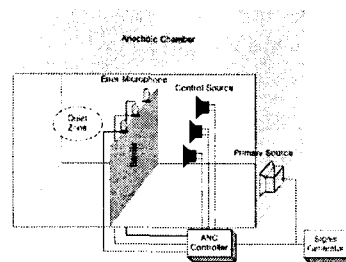 Anechoic Chamber
Error Microphone
Control Source
Quiet
Zone
Primary Source
ANC
Controller
Signal
Generator